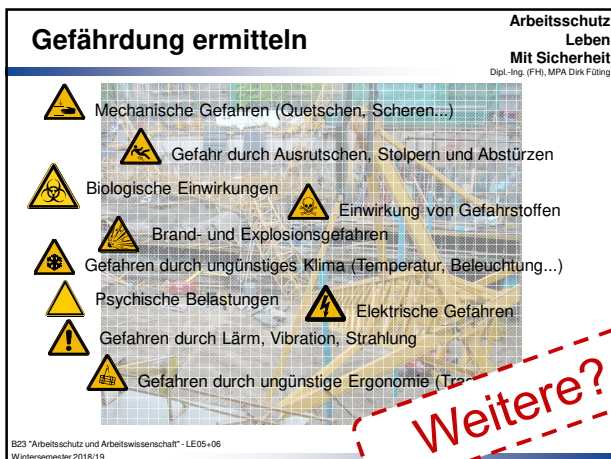 Gefährdung ermitteln
Arbeitsschutz
Leben
Mit Sicherheit
Dipl.-Ing. (FH), MPA Dirk Füting
Mechanische Gefahren (Quetschen, Scheren...)
Gefahr durch Ausrutschen, Stolpern und Abstürzen
Biologische Einwirkungen
Einwirkung von Gefahrstoffen
Brand- und Explosionsgefahren
Gefahren durch ungünstiges Klima (Temperatur, Beleuchtung...)
Psychische Belastungen
Elektrische Gefahren
Gefahren durch Lärm, Vibration, Strahlung
Gefahren durch ungünstige Ergonomie
Weitere?
B23 "Arbeitsschutz und Arbeitswissenschaft" - LE05+06
Wintersemester 2018/19